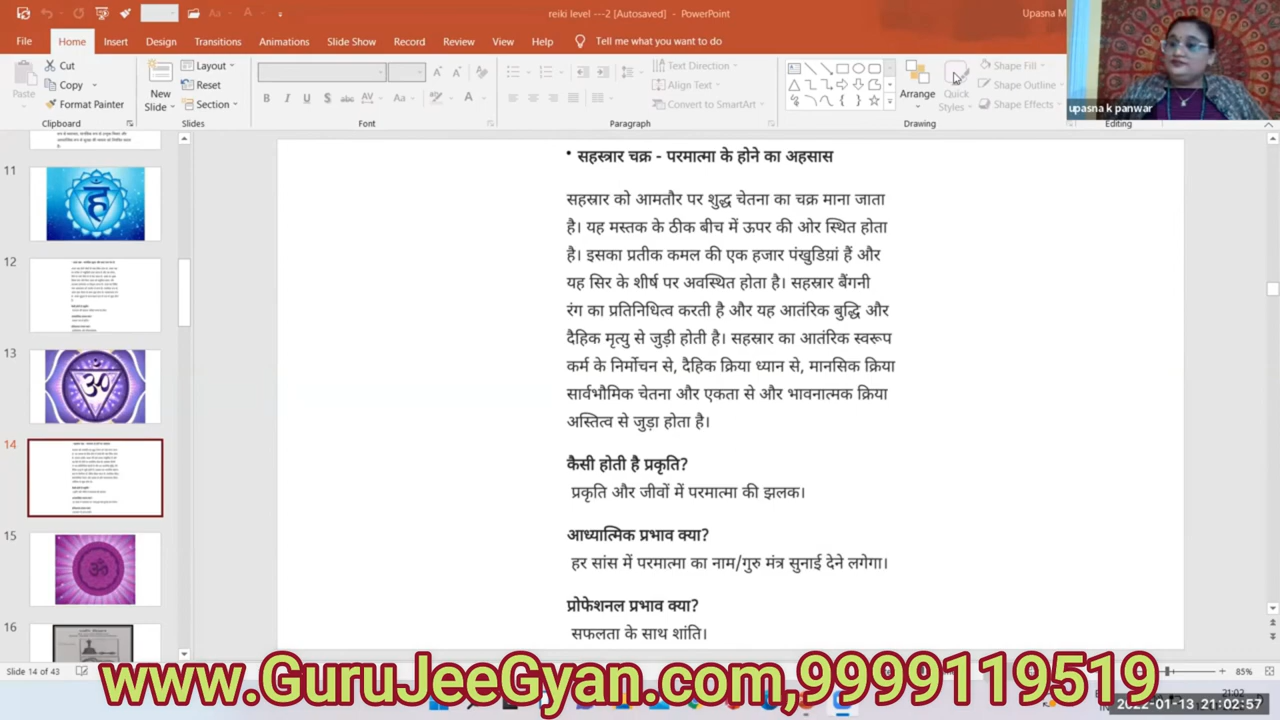 reiki level ---2 [Autosaved] - PowerPoint
Upasna M
File Home Insert Design Transitions Animations Slide Show Record Review View Help Tell me what you want to do
Paste
Cut
Copy
Format Painter
Clipboard
New Slide
Layout
Reset
Section
Slides
Font
Text Direction
Align Text
Convert to SmartArt
Paragraph
Arrange
Quick Styles
Shape Fill
Shape Outline
Shape Effects
Drawing
Editing
upasna k panwar
11
12
13
14
15
16
• सहस्त्रार चक्र - परमात्मा के होने का अहसास
सहस्रार को आमतौर पर शुद्ध चेतना का चक्र माना जाता
है। यह मस्तक के ठीक बीच में ऊपर की ओर स्थित होता
है। इसका प्रतीक कमल की एक हजार पंखुडिय़ां हैं और
यह सिर के शीर्ष पर अवस्थित होता है। सहस्रार बैंगनी
रंग का प्रतिनिधित्व करता है और यह आतंरिक बुद्धि और
दैहिक मृत्यु से जुड़ी होती है। सहस्रार का आतंरिक स्वरूप
कर्म के निर्मोचन से, दैहिक क्रिया ध्यान से, मानसिक क्रिया
सार्वभौमिक चेतना और एकता से और भावनात्मक क्रिया
अस्तित्व से जुड़ा होता है।
कैसी होती है प्रकृति?
प्रकृति और जीवों में परमात्मा की झलक।
आध्यात्मिक प्रभाव क्या?
हर सांस में परमात्मा का नाम/गुरु मंत्र सुनाई देने लगेगा।
प्रोफेशनल प्रभाव क्या?
सफलता के साथ शांति।
Slide 14 of 43
85%
www.GuruJeeGyan.com,9999119519
21:02
2022-01-13 21:02:57